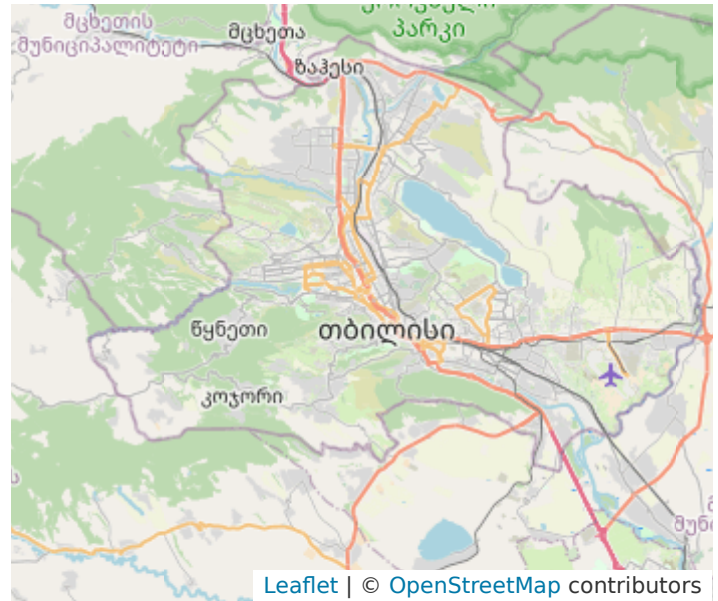 პარკი
მცხეთის
მუნიციპალიტეტი
მცხეთა
ზაჰესი
წყნეთი
თბილისი
კოჯორი
Leaflet | © OpenStreetMap contributors